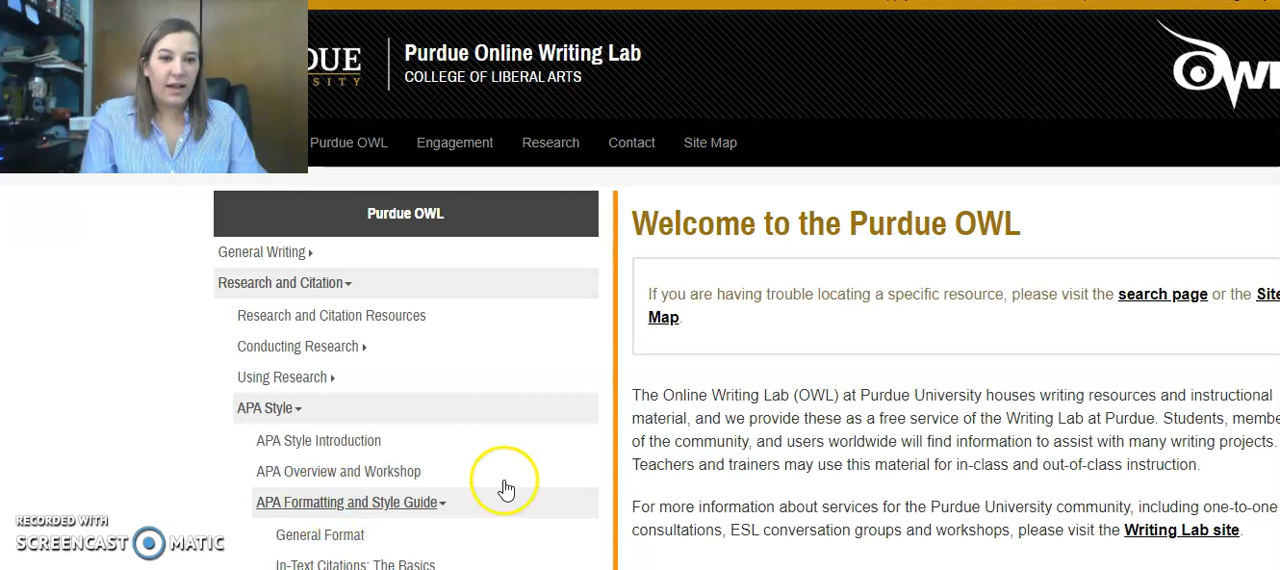 Purdue Online Writing Lab
COLLEGE OF LIBERAL ARTS
Purdue OWL
Engagement
Research
Contact
Site Map
Purdue OWL
General Writing
Research and Citation
Research and Citation Resources
Conducting Research
Using Research
APA Style
APA Style Introduction
APA Overview and Workshop
APA Formatting and Style Guide
General Format
In-Text Citations: The Basics
Welcome to the Purdue OWL
If you are having trouble locating a specific resource, please visit the search page or the Site
Map.
The Online Writing Lab (OWL) at Purdue University houses writing resources and instructional
material, and we provide these as a free service of the Writing Lab at Purdue. Students, membe
of the community, and users worldwide will find information to assist with many writing projects.
Teachers and trainers may use this material for in-class and out-of-class instruction.
For more information about services for the Purdue University community, including one-to-one
consultations, ESL conversation groups and workshops, please visit the Writing Lab site.
RECORDED WITH
SCREENCAST MATIC